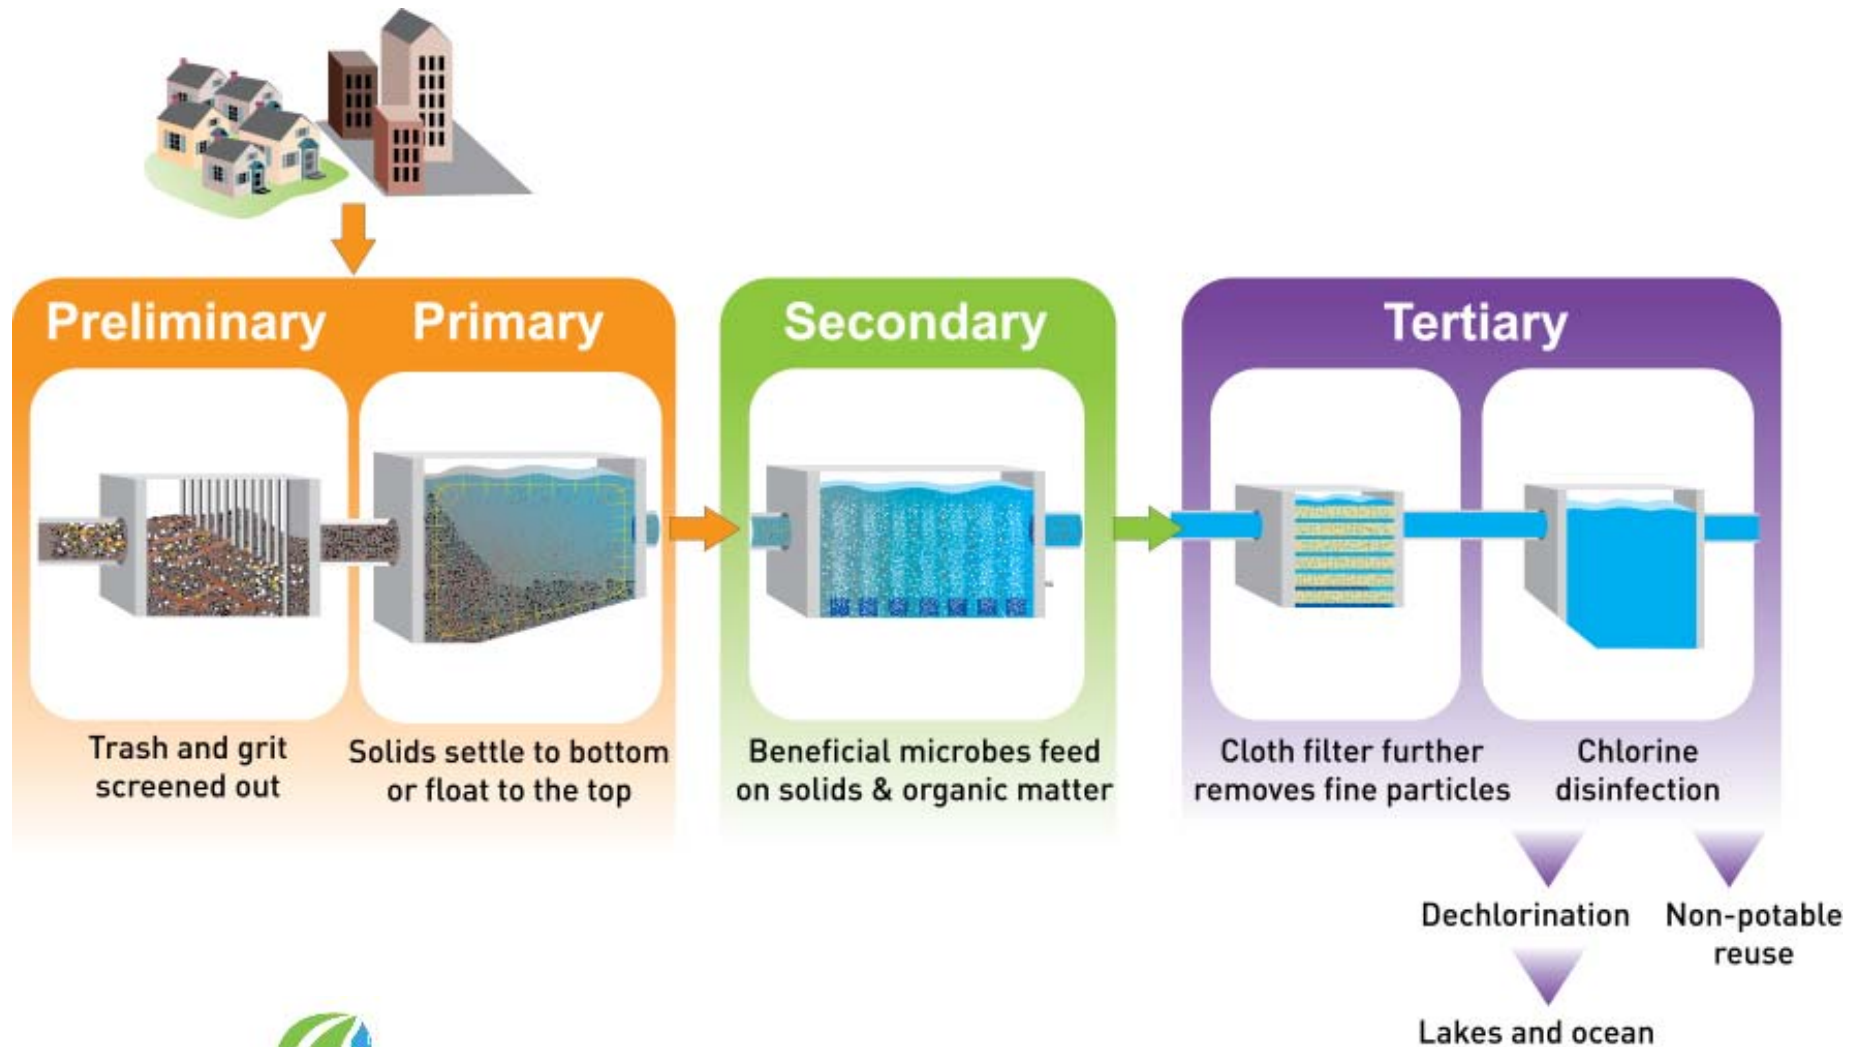 Preliminary
Primary
Secondary
Tertiary
Trash and grit
screened out
Solids settle to bottom
or float to the top
Beneficial microbes feed
on solids & organic matter
Cloth filter further
removes fine particles
Chlorine
disinfection
Dechlorination
Non-potable
reuse
Lakes and ocean